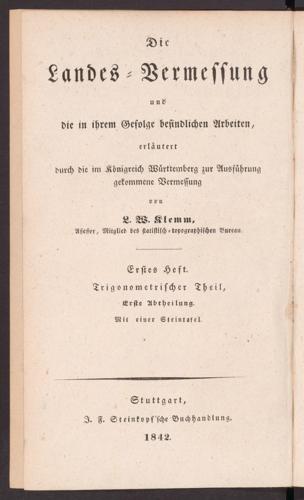 Die
Landes-Vermessung
und
die in ihrem Gefolge befindlichen Arbeiten,
erläutert
durch die im Königreich Württemberg zur Ausführung
gekommene Vermessung
von
L. W. Klemm,
Assessor, Mitglied des statistisch-topographischen Bureau.
Erstes Heft.
Trigonometrischer Theil,
Erste Abtheilung.
Mit einer Steintafel.
Stuttgart,
J. F. Steinkopf'sche Buchhandlung.
1842.